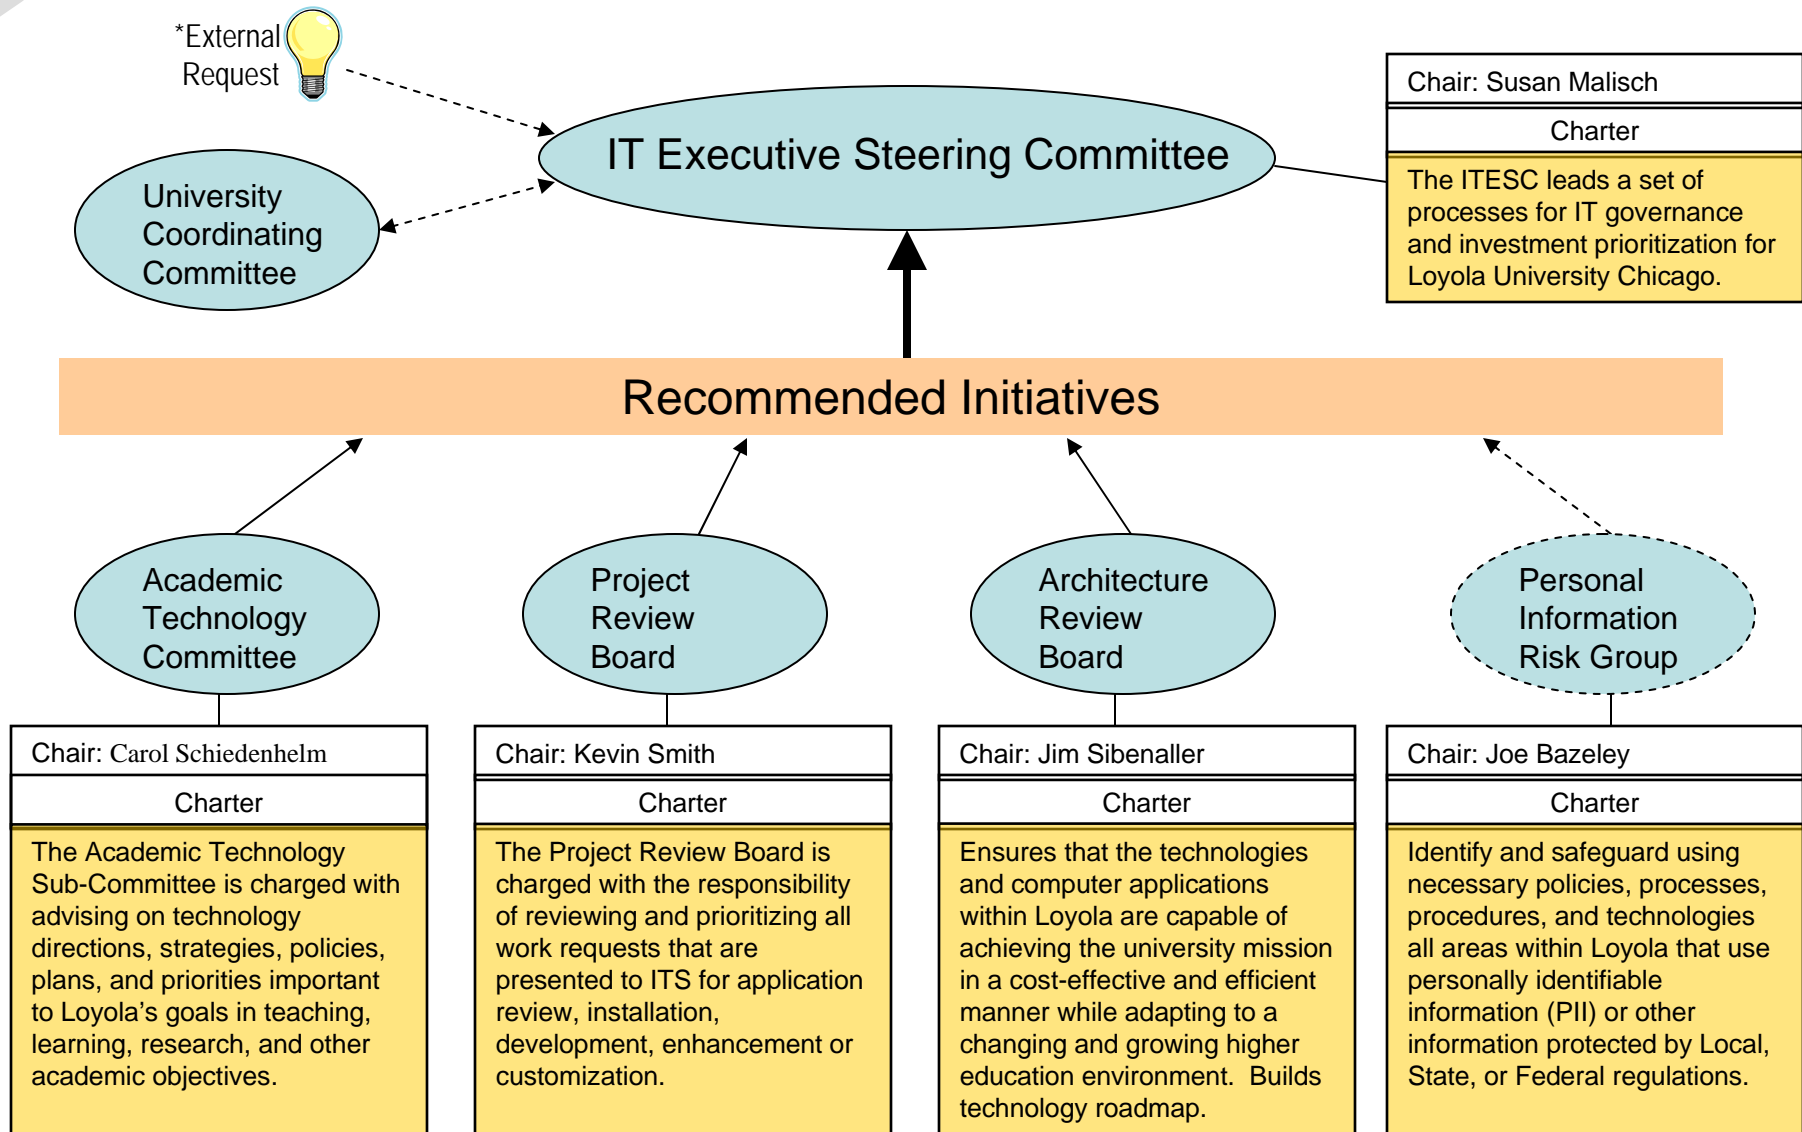 *External
Request
IT Executive Steering Committee
University
Coordinating
Committee
Chair: Susan Malisch
Charter
The ITESC leads a set of
processes for IT governance
and investment prioritization for
Loyola University Chicago.
Recommended Initiatives
Academic
Technology
Committee
Project
Review
Board
Architecture
Review
Board
Personal
Information
Risk Group
Chair: Carol Schiedenhelm
Charter
The Academic Technology
Sub-Committee is charged with
advising on technology
directions, strategies, policies,
plans, and priorities important
to Loyola’s goals in teaching,
learning, research, and other
academic objectives.
Chair: Kevin Smith
Charter
The Project Review Board is
charged with the responsibility
of reviewing and prioritizing all
work requests that are
presented to ITS for application
review, installation,
development, enhancement or
customization.
Chair: Jim Sibenaller
Charter
Ensures that the technologies
and computer applications
within Loyola are capable of
achieving the university mission
in a cost-effective and efficient
manner while adapting to a
changing and growing higher
education environment.  Builds
technology roadmap.
Chair: Joe Bazeley
Charter
Identify and safeguard using
necessary policies, processes,
procedures, and technologies
all areas within Loyola that use
personally identifiable
information (PII) or other
information protected by Local,
State, or Federal regulations.